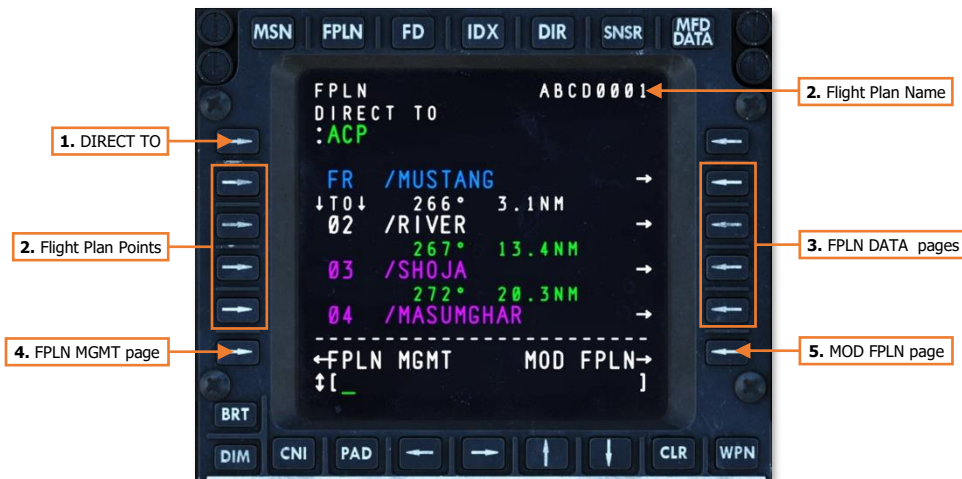 MSN FPLN FD IDX DIR SNSR MFD DATA
FPLN ABCD0001
DIRECT TO
:ACP
FR /MUSTANG →
↓TO↓ 266° 3.1NM
02 /RIVER →
267° 13.4NM
03 /SHOJA →
272° 20.3NM
04 /MASUMGHAR →
←FPLN MGMT MOD FPLN→
↕[_ ]
BRT
DIM CNI PAD ← → ↑ ↓ CLR WPN
1. DIRECT TO
2. Flight Plan Points
4. FPLN MGMT page
2. Flight Plan Name
3. FPLN DATA pages
5. MOD FPLN page